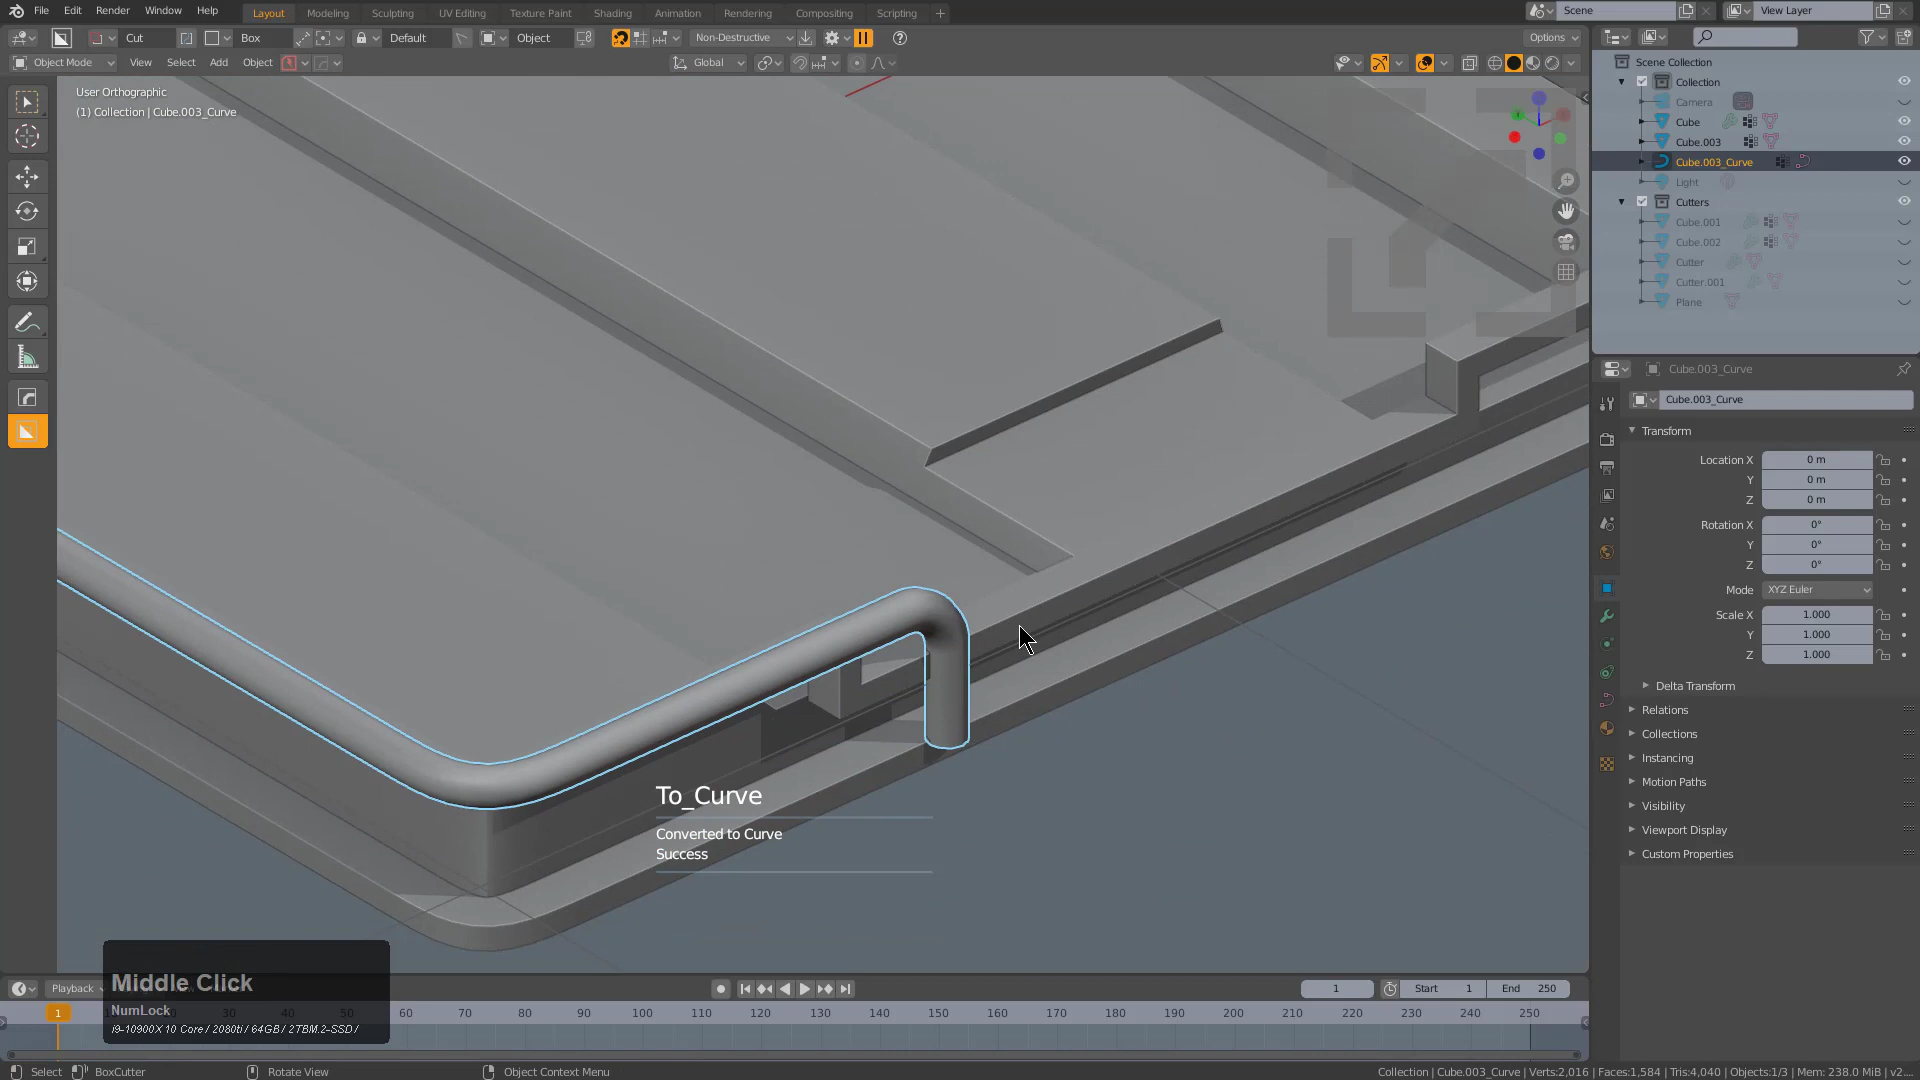 File Edit Render Window Help
Layout Modeling Sculpting UV Editing Texture Paint Shading Animation Rendering Compositing Scripting +
Scene
View Layer
Cut Box Default Object Non-Destructive Options
Object Mode View Select Add Object Global
User Orthographic
(1) Collection | Cube.003_Curve
Scene Collection
Collection
Camera
Cube
Cube.003
Cube.003_Curve
Light
Cutters
Cube.001
Cube.002
Cutter
Cutter.001
Plane
Cube.003_Curve
Cube.003_Curve
Transform
Location X 0 m
Y 0 m
Z 0 m
Rotation X 0°
Y 0°
Z 0°
Mode XYZ Euler
Scale X 1.000
Y 1.000
Z 1.000
Delta Transform
Relations
Collections
Instancing
Motion Paths
Visibility
Viewport Display
Custom Properties
To_Curve
Converted to Curve
Success
Middle Click
NumLock
i9-10900X 10 Core / 2080ti / 64GB / 2TBM.2-SSD /
Playback
1 Start 1 End 250
1 20 30 40 50 60 70 80 90 100 110 120 130 140 150 160 170 180 190 200 210 220 230 240 250
Select BoxCutter Rotate View Object Context Menu
Collection | Cube.003_Curve | Verts:2,016 | Faces:1,584 | Tris:4,040 | Objects:1/3 | Mem: 238.0 MiB | v2....